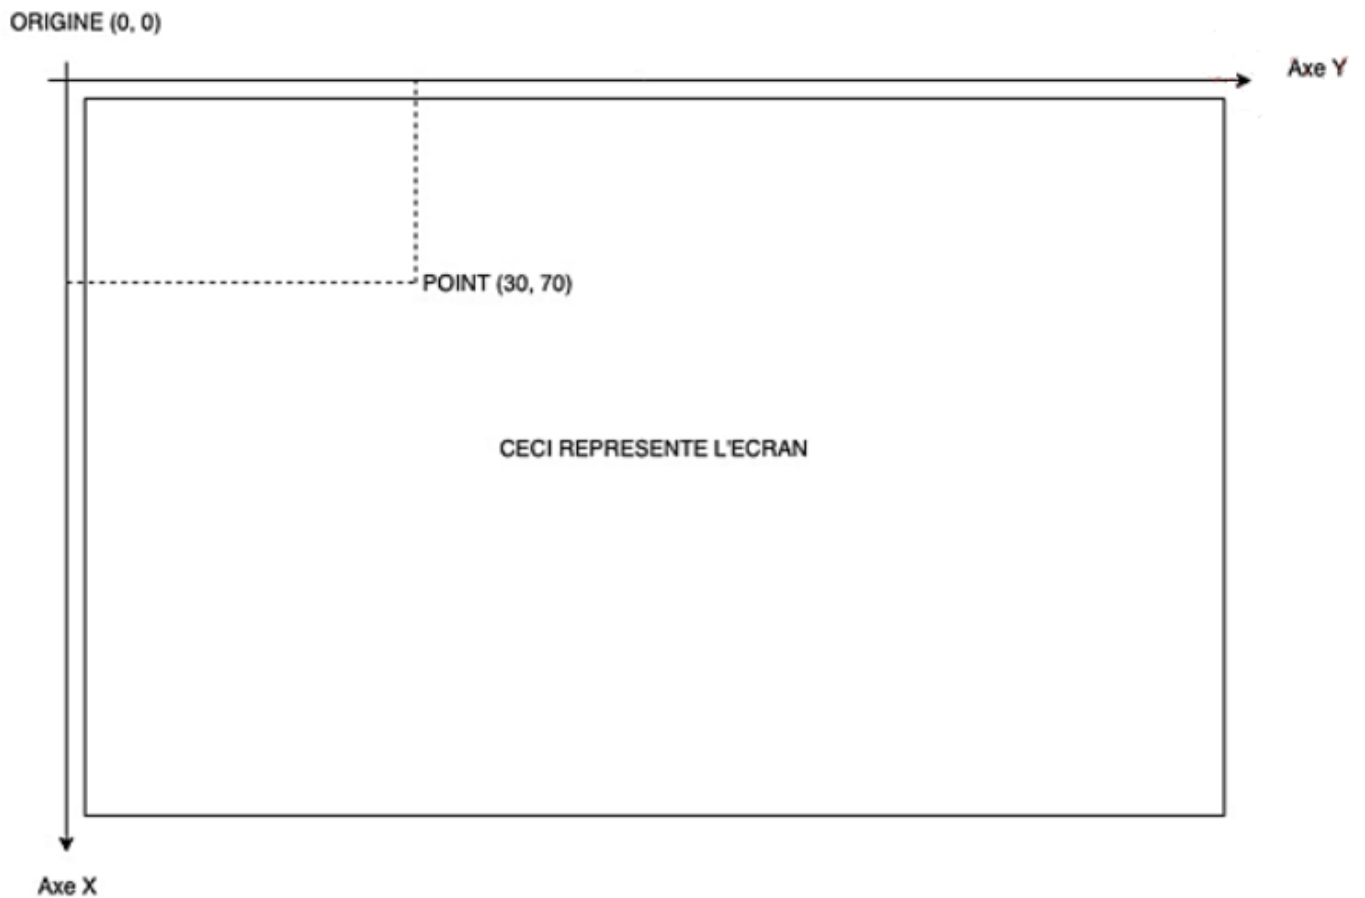 ORIGINE (0, 0)
Axe Y
POINT (30, 70)
CECI REPRESENTE L'ECRAN
Axe X